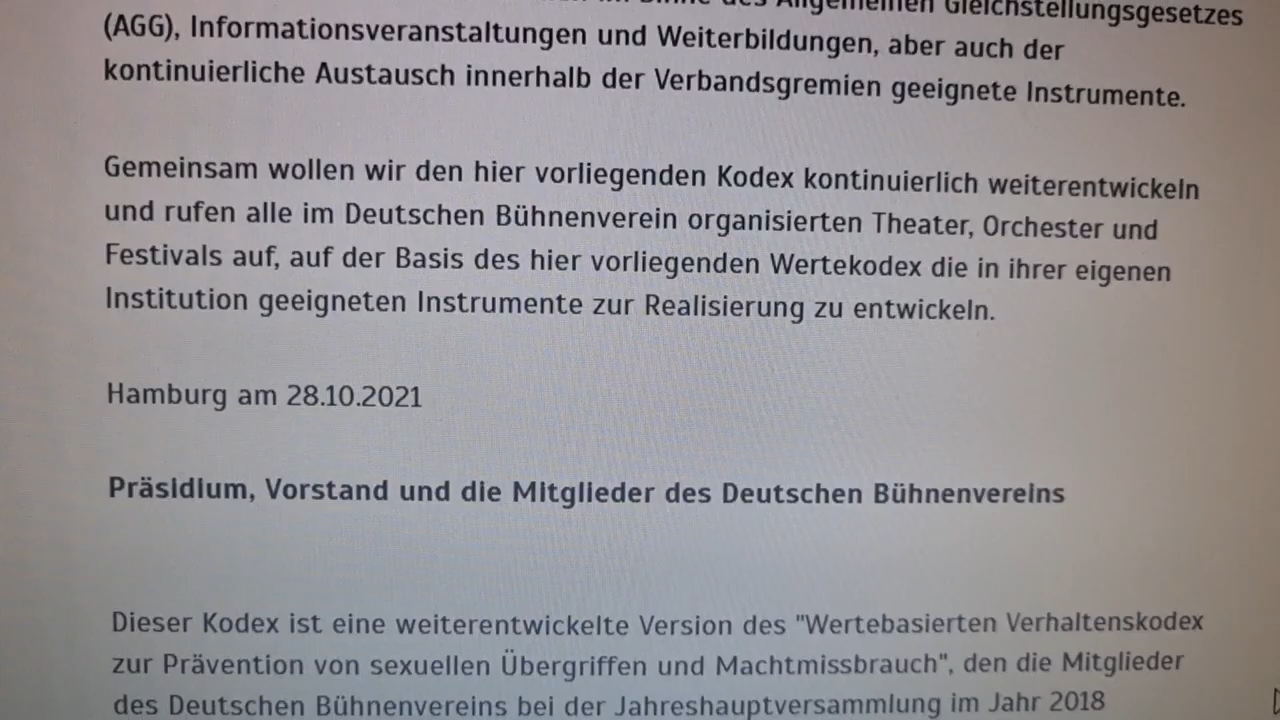 Allgemeinen Gleichstellungsgesetzes
(AGG), Informationsveranstaltungen und Weiterbildungen, aber auch der
kontinuierliche Austausch innerhalb der Verbandsgremien geeignete Instrumente.
Gemeinsam wollen wir den hier vorliegenden Kodex kontinuierlich weiterentwickeln
und rufen alle im Deutschen Bühnenverein organisierten Theater, Orchester und
Festivals auf, auf der Basis des hier vorliegenden Wertekodex die in ihrer eigenen
Institution geeigneten Instrumente zur Realisierung zu entwickeln.
Hamburg am 28.10.2021
Präsidium, Vorstand und die Mitglieder des Deutschen Bühnenvereins
Dieser Kodex ist eine weiterentwickelte Version des "Wertebasierten Verhaltenskodex
zur Prävention von sexuellen Übergriffen und Machtmissbrauch", den die Mitglieder
des Deutschen Bühnenvereins bei der Jahreshauptversammlung im Jahr 2018